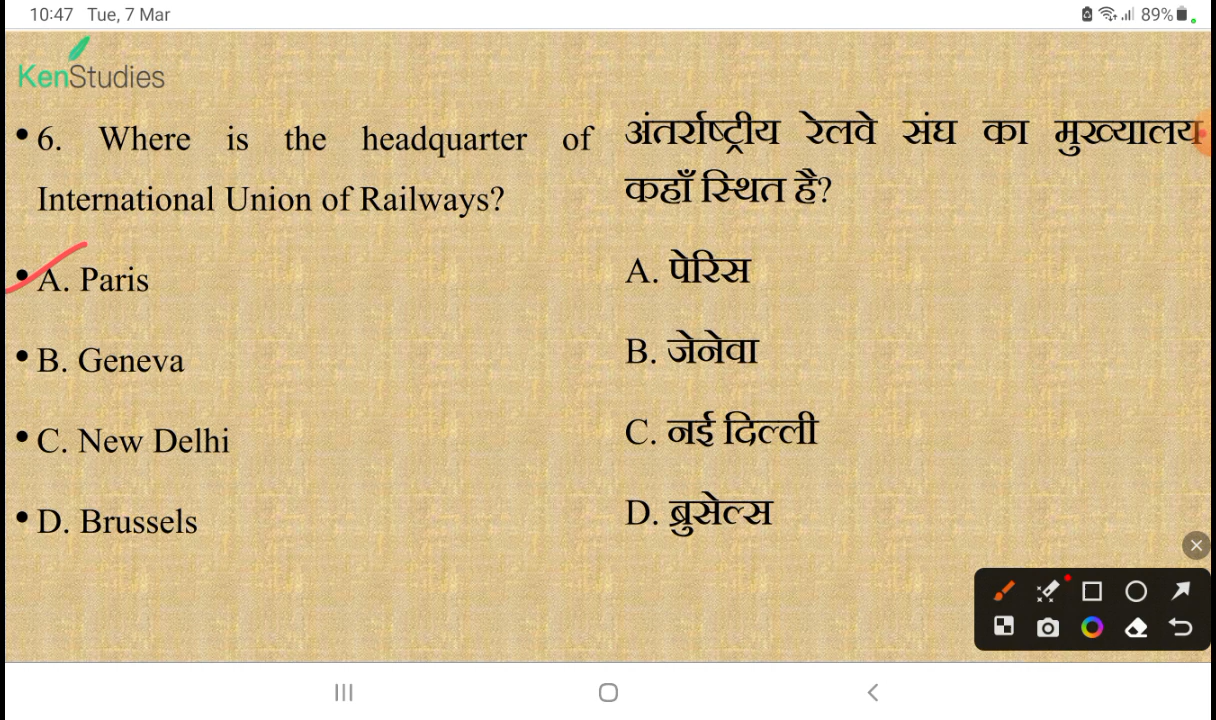 10:47 Tue, 7 Mar
89%
KenStudies
• 6. Where is the headquarter of
International Union of Railways?
• A. Paris
• B. Geneva
• C. New Delhi
• D. Brussels
अंतर्राष्ट्रीय रेलवे संघ का मुख्यालय
कहाँ स्थित है?
A. पेरिस
B. जेनेवा
C. नई दिल्ली
D. ब्रुसेल्स